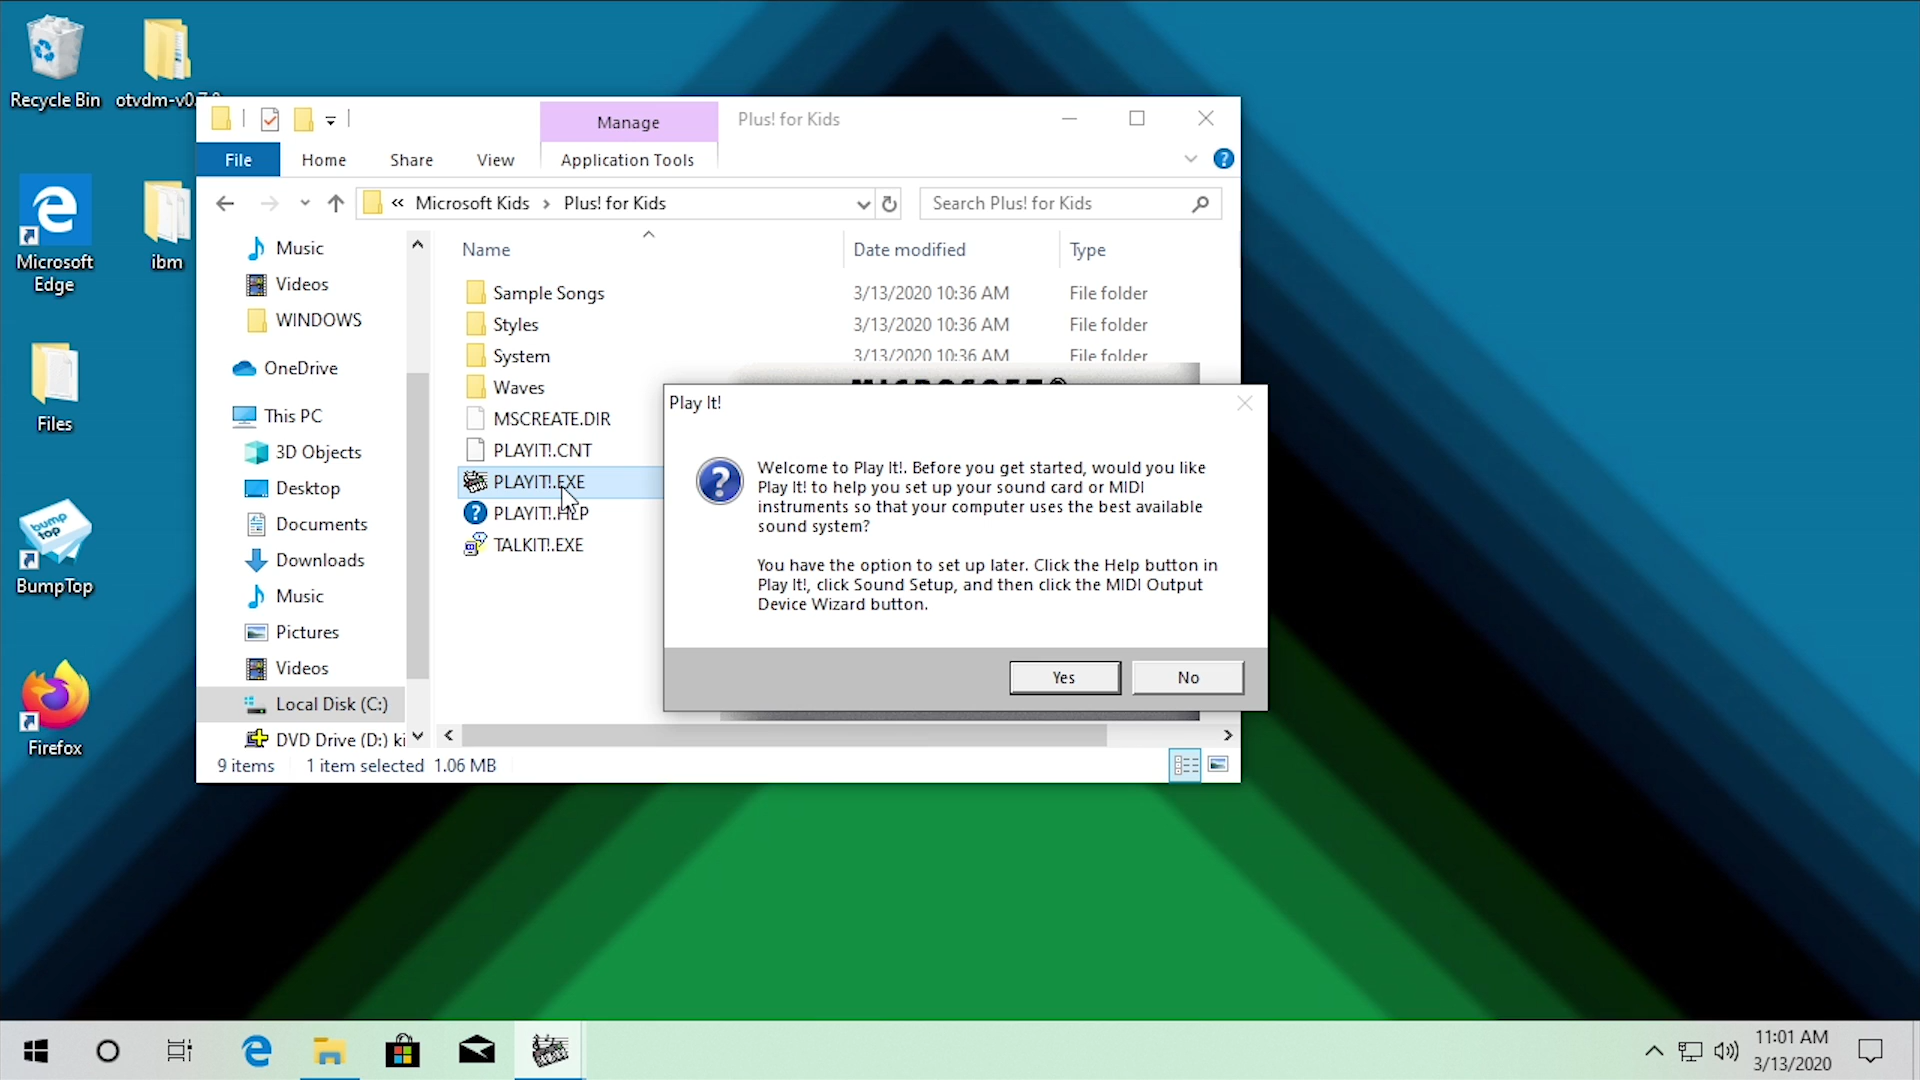 Recycle Bin
otvdm-v0.7.0
Microsoft Edge
ibm
Files
bump top
BumpTop
Firefox
Manage
Plus! for Kids
File
Home
Share
View
Application Tools
«
Microsoft Kids
Plus! for Kids
Search Plus! for Kids
Music
Videos
WINDOWS
OneDrive
This PC
3D Objects
Desktop
Documents
Downloads
Music
Pictures
Videos
Local Disk (C:)
DVD Drive (D:) ki
Name
Date modified
Type
Sample Songs
3/13/2020 10:36 AM
File folder
Styles
3/13/2020 10:36 AM
File folder
System
3/13/2020 10:36 AM
File folder
Waves
MSCREATE.DIR
PLAYIT!.CNT
PLAYIT!.EXE
PLAYIT!.HLP
TALKIT!.EXE
9 items
1 item selected
1.06 MB
MICROSOFT®
Play It!
Welcome to Play It!. Before you get started, would you like
Play It! to help you set up your sound card or MIDI
instruments so that your computer uses the best available
sound system?
You have the option to set up later. Click the Help button in
Play It!, click Sound Setup, and then click the MIDI Output
Device Wizard button.
Yes
No
11:01 AM
3/13/2020